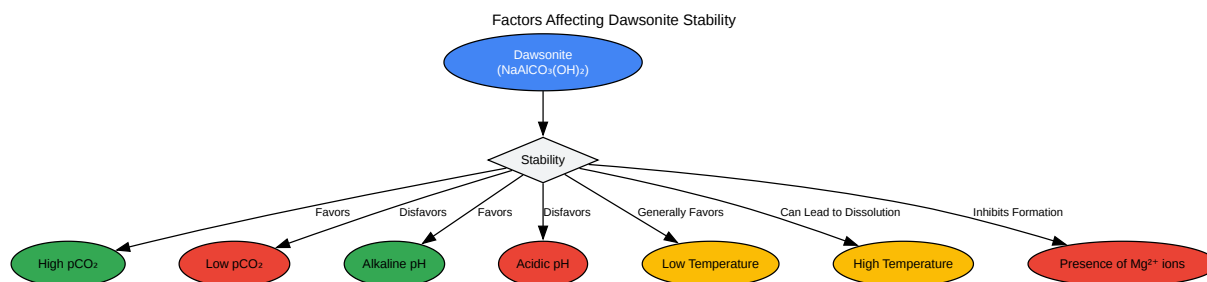 Factors Affecting Dawsonite Stability
Dawsonite
(NaAlCO₃(OH)₂)
Stability
Favors
Disfavors
Favors
Disfavors
Generally Favors
Can Lead to Dissolution
Inhibits Formation
High pCO₂
Low pCO₂
Alkaline pH
Acidic pH
Low Temperature
High Temperature
Presence of Mg²⁺ ions